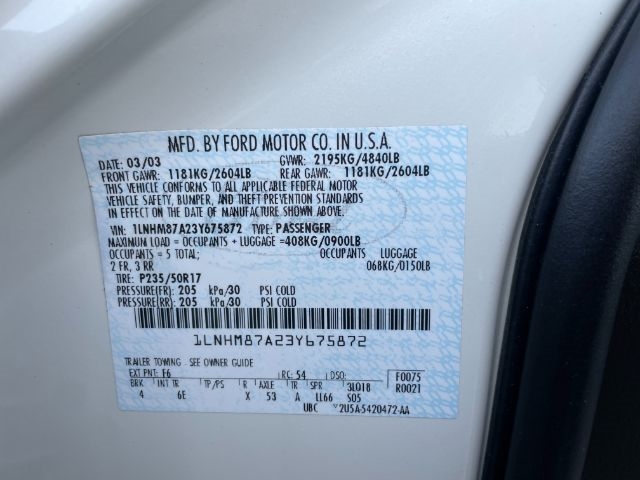 MFD. BY FORD MOTOR CO. IN U.S.A.
DATE: 03/03 GVWR: 2195KG/4840LB
FRONT GAWR: 1181KG/2604LB REAR GAWR: 1181KG/2604LB
THIS VEHICLE CONFORMS TO ALL APPLICABLE FEDERAL MOTOR
VEHICLE SAFETY, BUMPER, AND THEFT PREVENTION STANDARDS
IN EFFECT ON THE DATE OF MANUFACTURE SHOWN ABOVE.
VIN: 1LNHM87A23Y675872 TYPE: PASSENGER
MAXIMUM LOAD = OCCUPANTS + LUGGAGE =408KG/0900LB
OCCUPANTS = 5 TOTAL; OCCUPANTS LUGGAGE
2 FR, 3 RR 068KG/0150LB
TIRE: P235/50R17
PRESSURE(FR): 205 kPa/30 PSI COLD
PRESSURE(RR): 205 kPa/30 PSI COLD
1LNHM87A23Y675872
TRAILER TOWING - SEE OWNER GUIDE
EXT PNT: F6 RC: 54 DSO: F0075
BRK INT TR TP/PS R AXLE TR SPR 3L018 R0021
4 6E X 53 A LL66 S05
UBC Y2U5A-5420472-AA